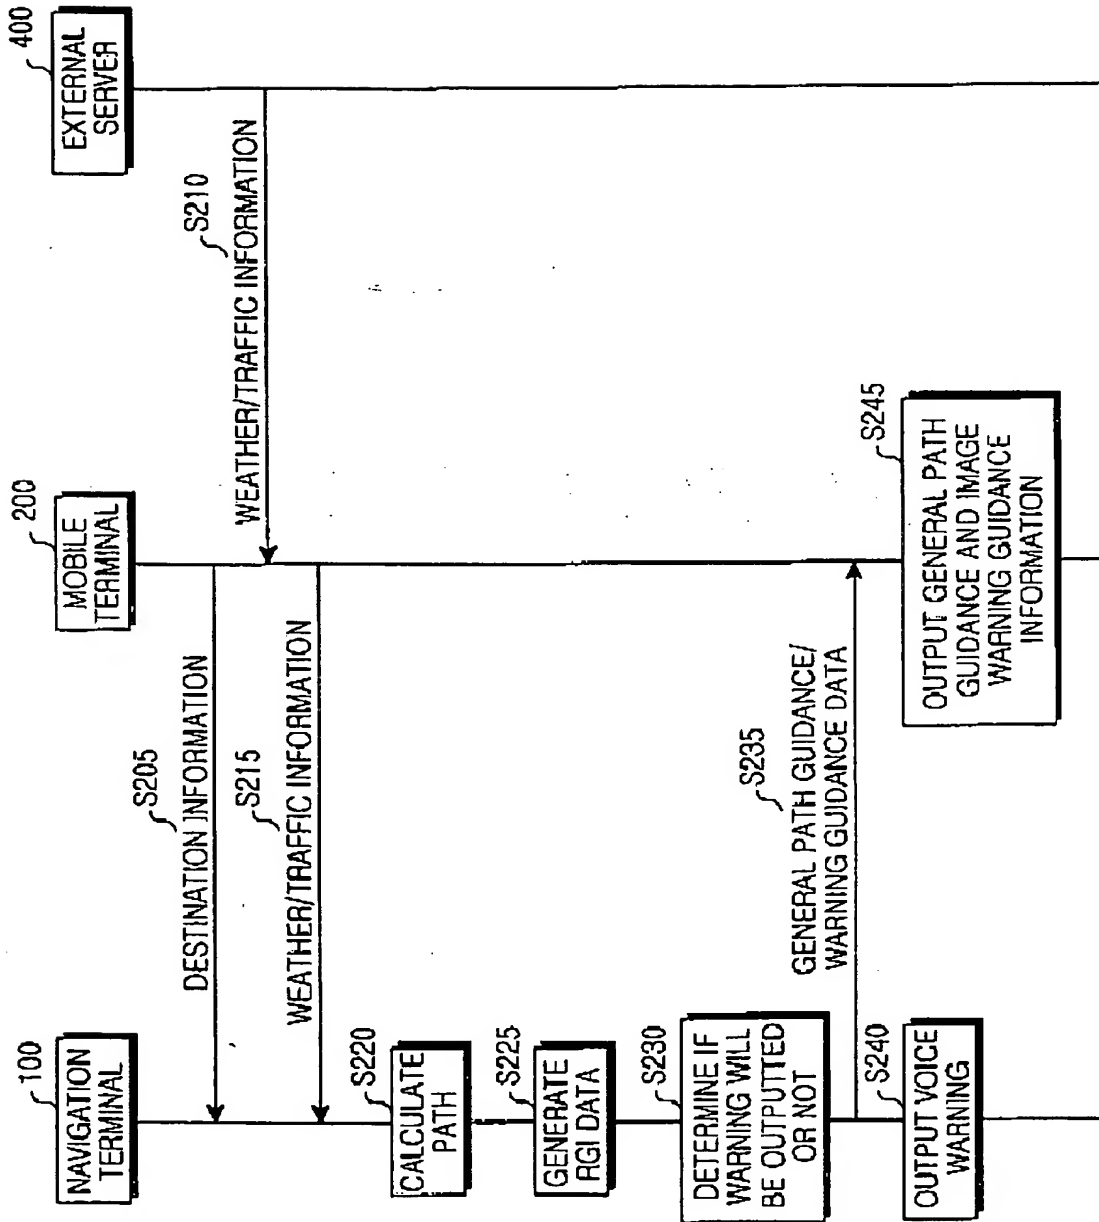 100
NAVIGATION
TERMINAL
200
MOBILE
TERMINAL
400
EXTERNAL
SERVER
S205
DESTINATION INFORMATION
S210
WEATHER/TRAFFIC INFORMATION
S215
WEATHER/TRAFFIC INFORMATION
S220
CALCULATE
PATH
S225
GENERATE
RGI DATA
S230
DETERMINE IF
WARNING WILL
BE OUTPUTTED
OR NOT
S235
GENERAL PATH GUIDANCE/
WARNING GUIDANCE DATA
S240
OUTPUT VOICE
WARNING
S245
OUTPUT GENERAL PATH
GUIDANCE AND IMAGE
WARNING GUIDANCE
INFORMATION